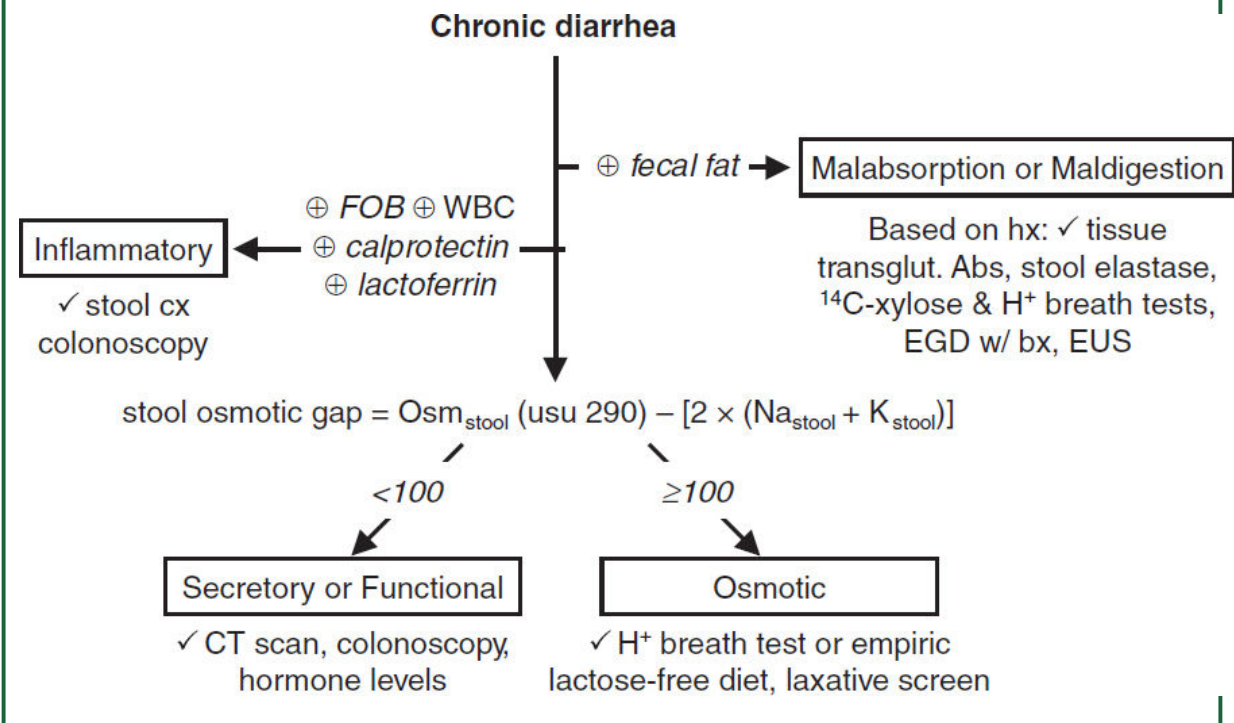 Chronic diarrhea
⊕ fecal fat
Malabsorption or Maldigestion
Based on hx: ✓ tissue
transglut. Abs, stool elastase,
¹⁴C-xylose & H⁺ breath tests,
EGD w/ bx, EUS
⊕ FOB ⊕ WBC
⊕ calprotectin
⊕ lactoferrin
Inflammatory
✓ stool cx
colonoscopy
stool osmotic gap = Osm_stool (usu 290) – [2 × (Na_stool + K_stool)]
<100
≥100
Secretory or Functional
✓ CT scan, colonoscopy,
hormone levels
Osmotic
✓ H⁺ breath test or empiric
lactose-free diet, laxative screen